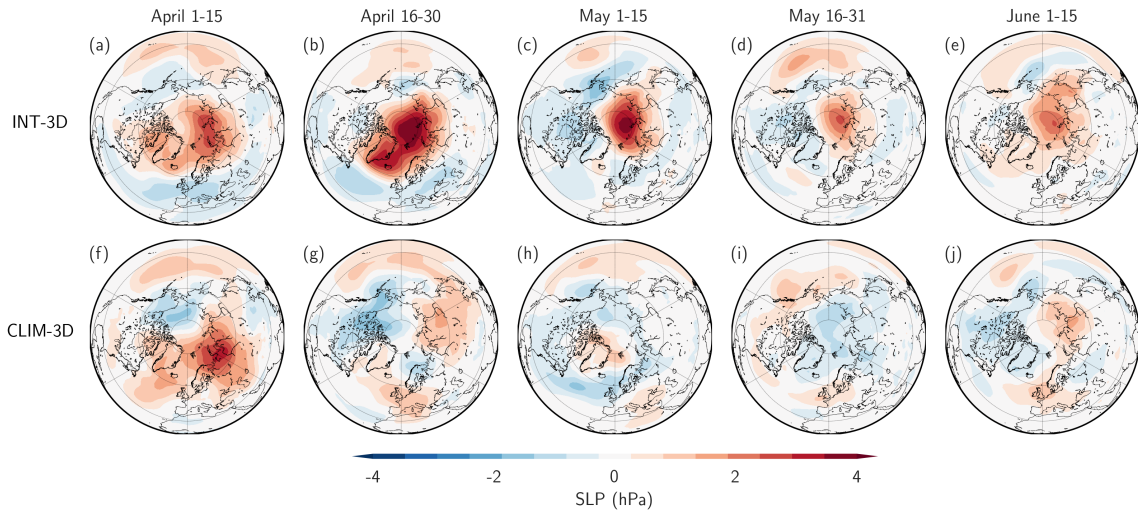 April 1-15 April 16-30 May 1-15 May 16-31 June 1-15
(a) (b) (c) (d) (e)
INT-3D
(f) (g) (h) (i) (j)
CLIM-3D
-4 -2 0 2 4
SLP (hPa)